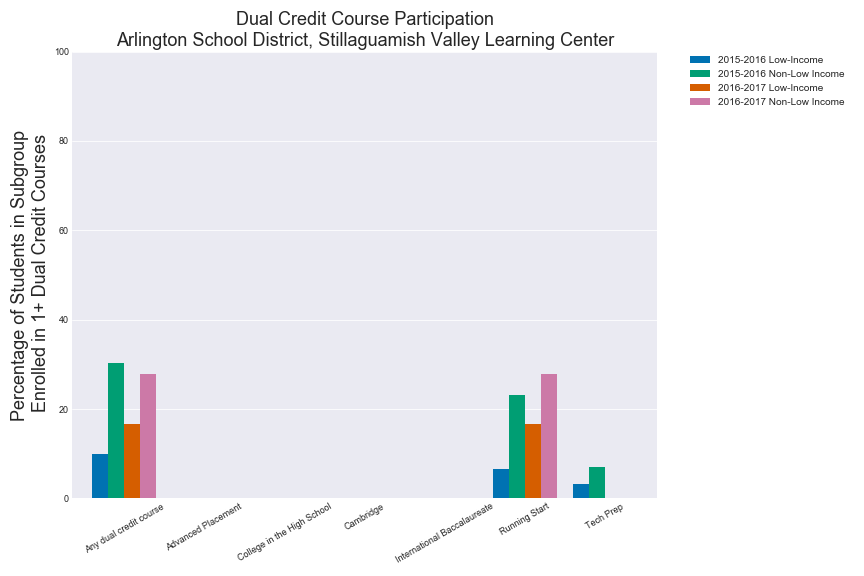 Dual Credit Course Participation
Arlington School District, Stillaguamish Valley Learning Center
Percentage of Students in Subgroup
Enrolled in 1+ Dual Credit Courses
100
80
60
40
20
0
Any dual credit course
Advanced Placement
College in the High School
Cambridge
International Baccalaureate
Running Start
Tech Prep
2015-2016 Low-Income
2015-2016 Non-Low Income
2016-2017 Low-Income
2016-2017 Non-Low Income